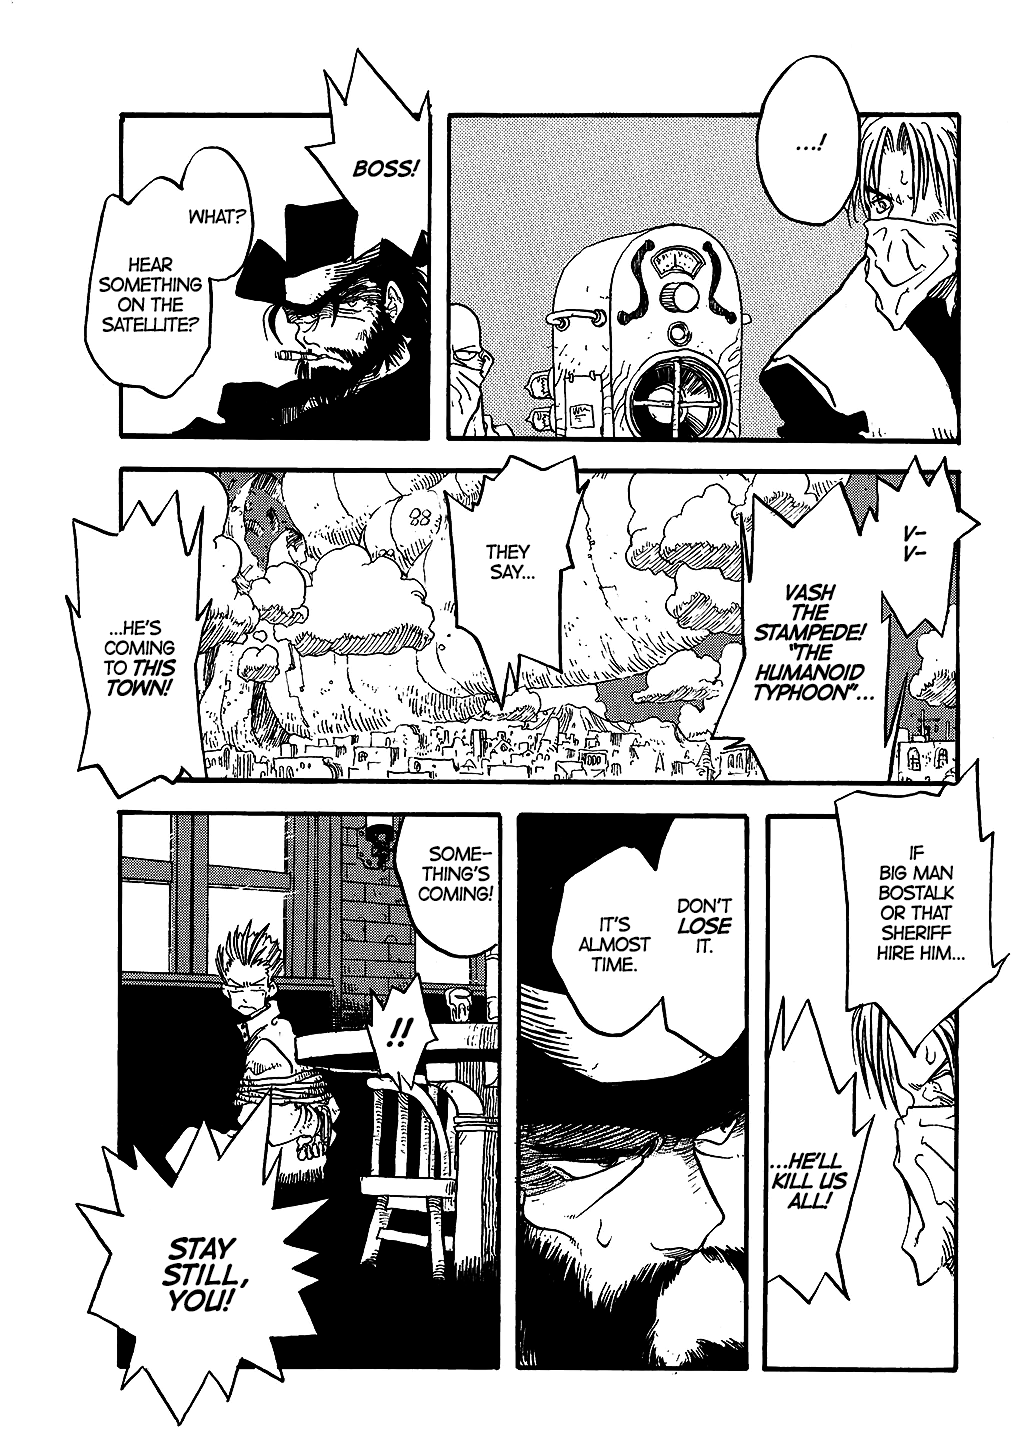 ...!
BOSS!
WHAT?
HEAR
SOMETHING
ON THE
SATELLITE?
V–
V–
VASH
THE
STAMPEDE!
"THE
HUMANOID
TYPHOON"...
THEY
SAY...
...HE'S
COMING
TO THIS
TOWN!
IF
BIG MAN
BOSTALK
OR THAT
SHERIFF
HIRE HIM...
...HE'LL
KILL US
ALL!
DON'T
LOSE
IT.
IT'S
ALMOST
TIME.
SOME–
THING'S
COMING!
!!
STAY
STILL,
YOU!